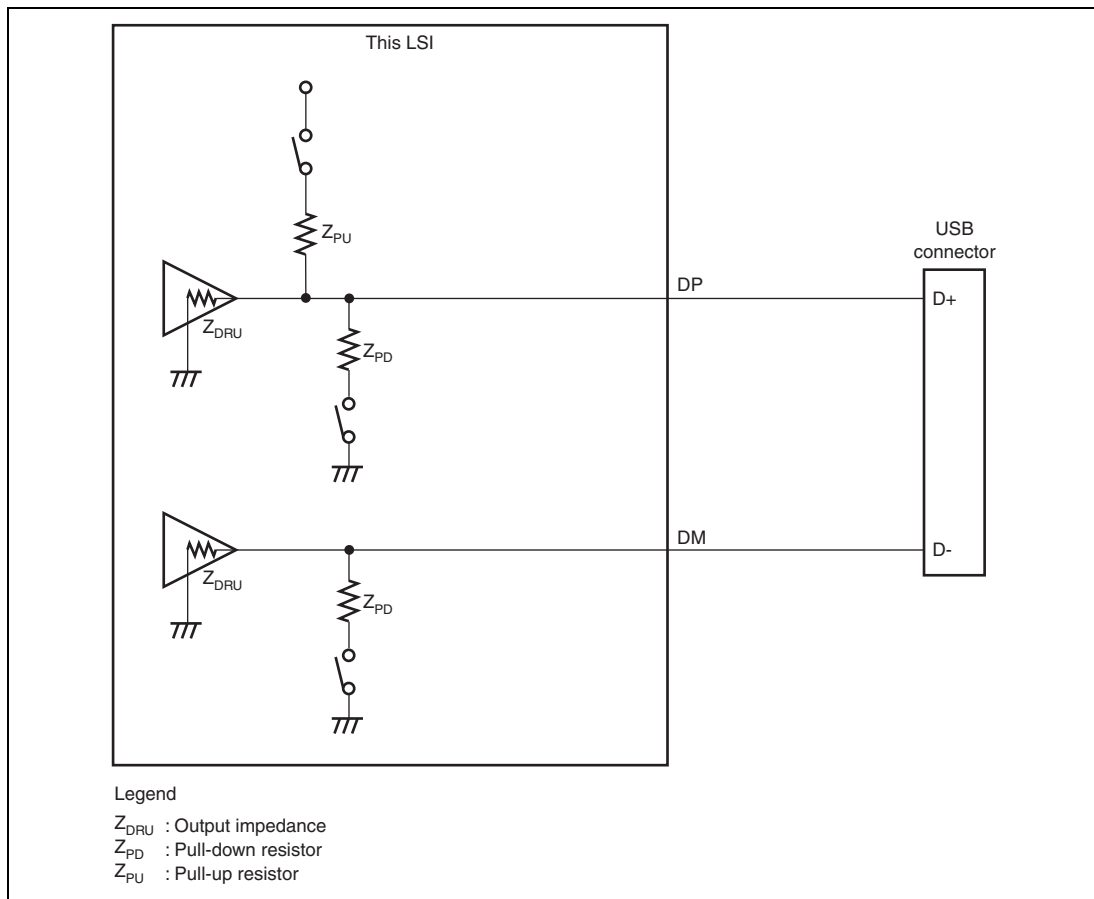 This LSI
Z_PU
USB
connector
DP
D+
Z_DRU
Z_PD
DM
D-
Z_DRU
Z_PD
Legend
Z_DRU : Output impedance
Z_PD : Pull-down resistor
Z_PU : Pull-up resistor